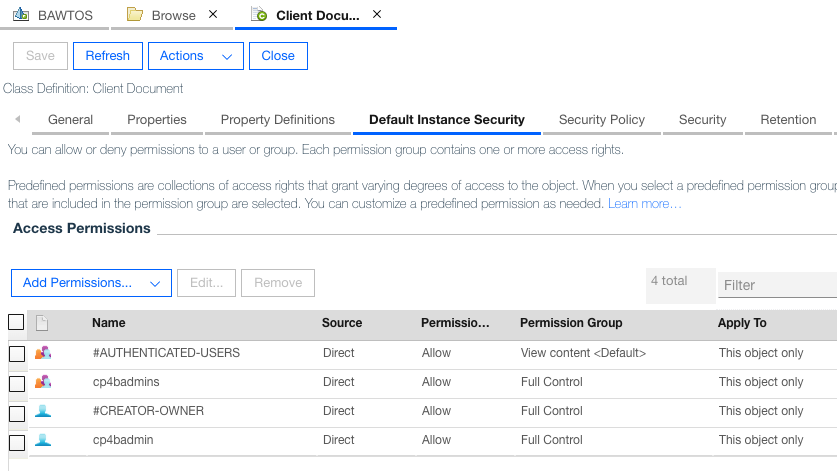 BAWTOS Browse Client Docu...
Save Refresh Actions Close
Class Definition: Client Document
General Properties Property Definitions Default Instance Security Security Policy Security Retention
You can allow or deny permissions to a user or group. Each permission group contains one or more access rights.
Predefined permissions are collections of access rights that grant varying degrees of access to the object. When you select a predefined permission group
that are included in the permission group are selected. You can customize a predefined permission as needed. Learn more…
Access Permissions
Add Permissions... Edit... Remove 4 total Filter
Name Source Permissio... Permission Group Apply To
#AUTHENTICATED-USERS Direct Allow View content <Default> This object only
cp4badmins Direct Allow Full Control This object only
#CREATOR-OWNER Direct Allow Full Control This object only
cp4badmin Direct Allow Full Control This object only